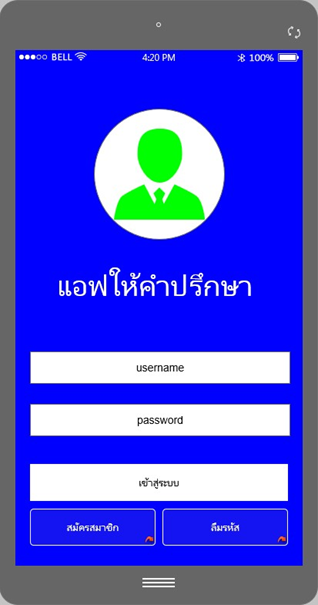 BELL 4:20 PM 100%
แอฟให้คำปรึกษา
username
password
เข้าสู่ระบบ
สมัครสมาชิก ลืมรหัส